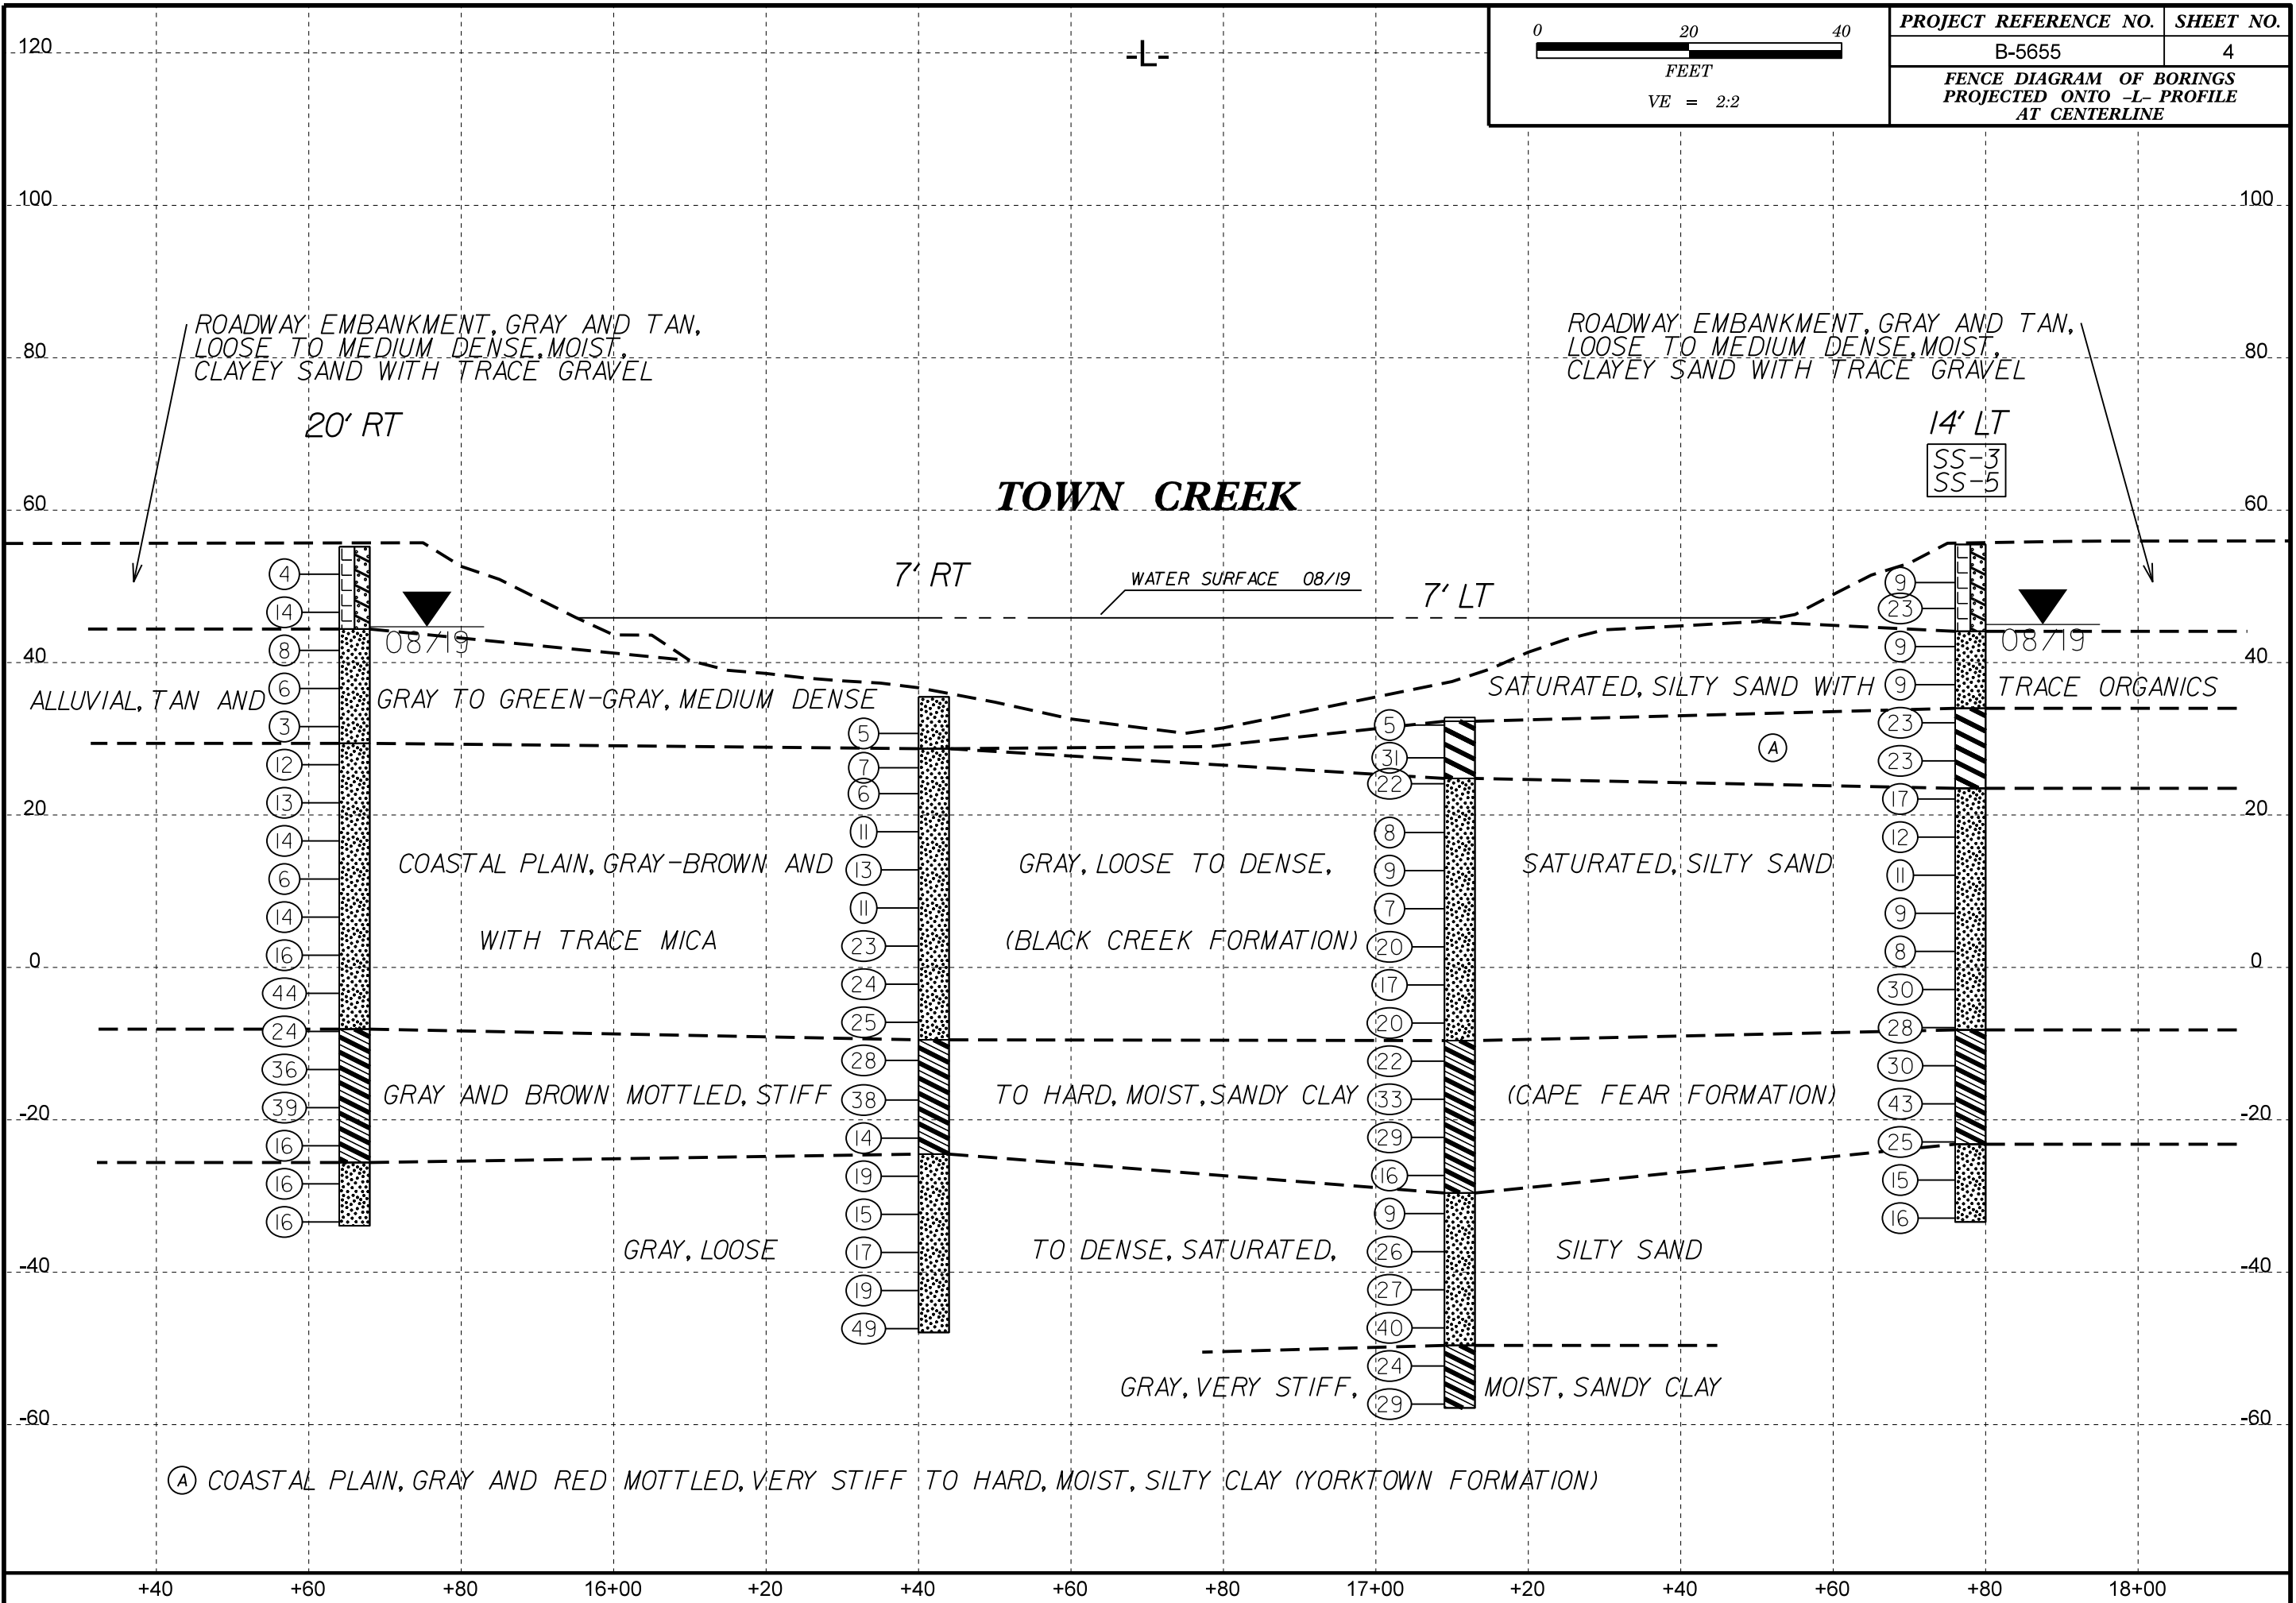 -L-
0 20 40
FEET
VE = 2:2
PROJECT REFERENCE NO. SHEET NO.
B-5655 4
FENCE DIAGRAM OF BORINGS
PROJECTED ONTO -L- PROFILE
AT CENTERLINE
120
100 100
80 80
60 60
40 40
20 20
0 0
-20 -20
-40 -40
-60 -60
ROADWAY EMBANKMENT, GRAY AND TAN,
LOOSE TO MEDIUM DENSE, MOIST,
CLAYEY SAND WITH TRACE GRAVEL
ROADWAY EMBANKMENT, GRAY AND TAN,
LOOSE TO MEDIUM DENSE, MOIST,
CLAYEY SAND WITH TRACE GRAVEL
20' RT
14' LT
SS-3
SS-5
TOWN CREEK
7' RT
WATER SURFACE 08/19
7' LT
08/19
08/19
4
14
8
6
3
12
13
14
6
14
16
44
24
36
39
16
16
16
5
7
6
11
13
11
23
24
25
28
38
14
19
15
17
19
49
5
31
22
8
9
7
20
17
20
22
33
29
16
9
26
27
40
24
29
9
23
9
9
23
23
17
12
11
9
8
30
28
30
43
25
15
16
ALLUVIAL, TAN AND GRAY TO GREEN-GRAY, MEDIUM DENSE SATURATED, SILTY SAND WITH TRACE ORGANICS
A
COASTAL PLAIN, GRAY-BROWN AND GRAY, LOOSE TO DENSE, SATURATED, SILTY SAND
WITH TRACE MICA (BLACK CREEK FORMATION)
GRAY AND BROWN MOTTLED, STIFF TO HARD, MOIST, SANDY CLAY (CAPE FEAR FORMATION)
GRAY, LOOSE TO DENSE, SATURATED, SILTY SAND
GRAY, VERY STIFF, MOIST, SANDY CLAY
A COASTAL PLAIN, GRAY AND RED MOTTLED, VERY STIFF TO HARD, MOIST, SILTY CLAY (YORKTOWN FORMATION)
+40 +60 +80 16+00 +20 +40 +60 +80 17+00 +20 +40 +60 +80 18+00